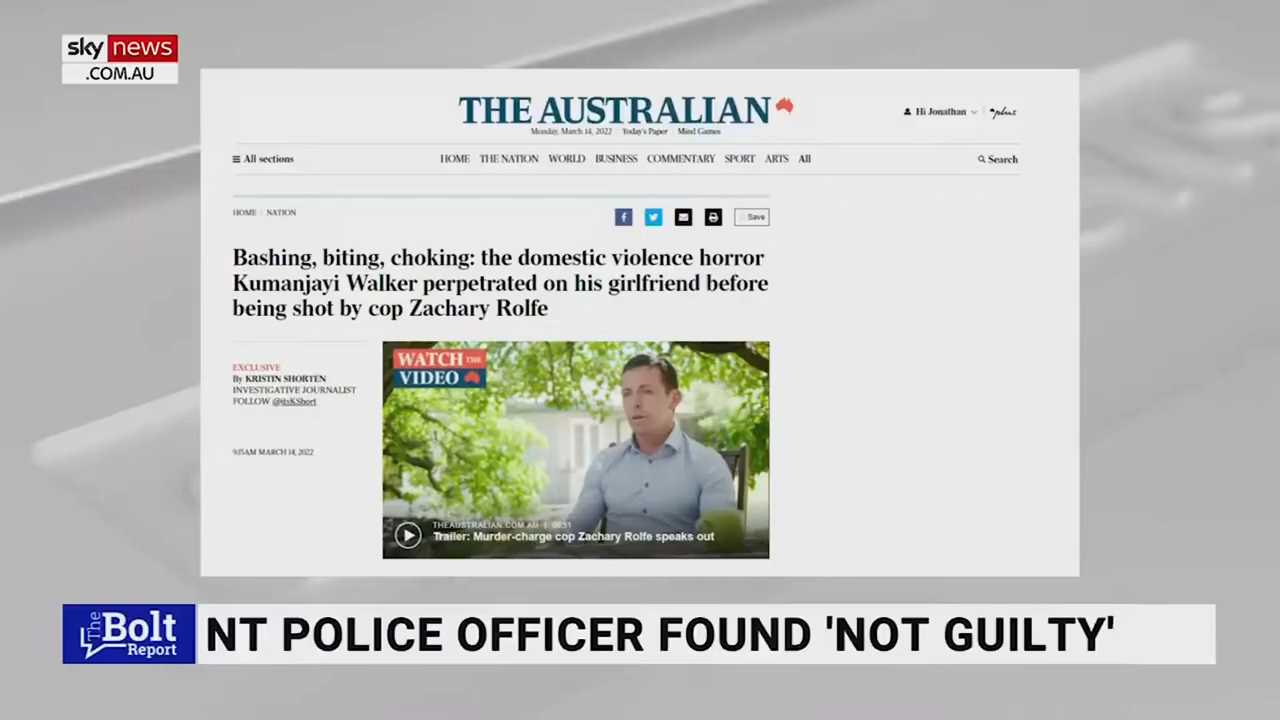 sky news
.COM.AU
THE AUSTRALIAN
Monday, March 14, 2022 Today's Paper Mind Games
Hi Jonathan plus
All sections
HOME THE NATION WORLD BUSINESS COMMENTARY SPORT ARTS All
Search
HOME NATION
f Save
Bashing, biting, choking: the domestic violence horror
Kumanjayi Walker perpetrated on his girlfriend before
being shot by cop Zachary Rolfe
EXCLUSIVE
By KRISTIN SHORTEN
INVESTIGATIVE JOURNALIST
FOLLOW @itsKShort
9:15AM MARCH 14, 2022
WATCH THE
VIDEO
THEAUSTRALIAN.COM.AU | 00:51
Trailer: Murder-charge cop Zachary Rolfe speaks out
The Bolt
Report
NT POLICE OFFICER FOUND 'NOT GUILTY'